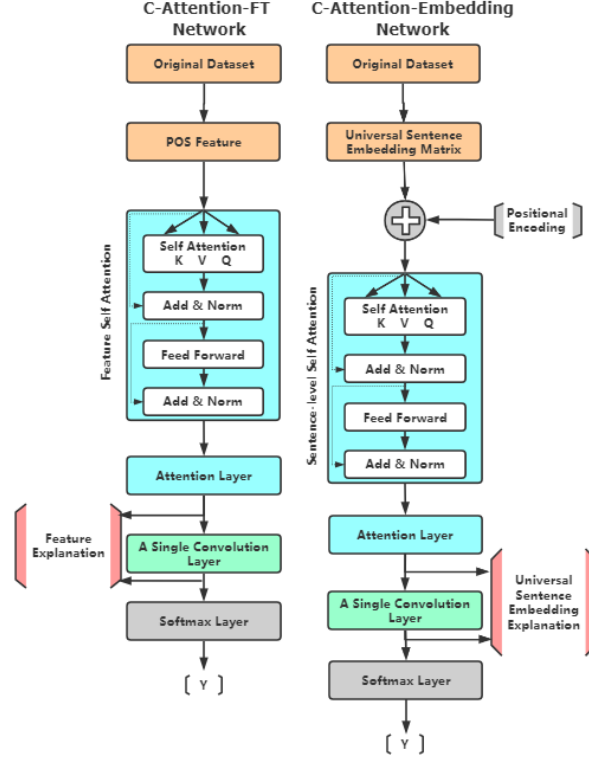 C-Attention-FT
Network
Original Dataset
POS Feature
Feature Self Attention
Self Attention
K V Q
Add & Norm
Feed Forward
Add & Norm
Attention Layer
Feature
Explanation
A Single Convolution
Layer
Softmax Layer
[ Y ]
C-Attention-Embedding
Network
Original Dataset
Universal Sentence
Embedding Matrix
Positional
Encoding
Sentence-level Self Attention
Self Attention
K V Q
Add & Norm
Feed Forward
Add & Norm
Attention Layer
A Single Convolution
Layer
Universal
Sentence
Embedding
Explanation
Softmax Layer
[ Y ]